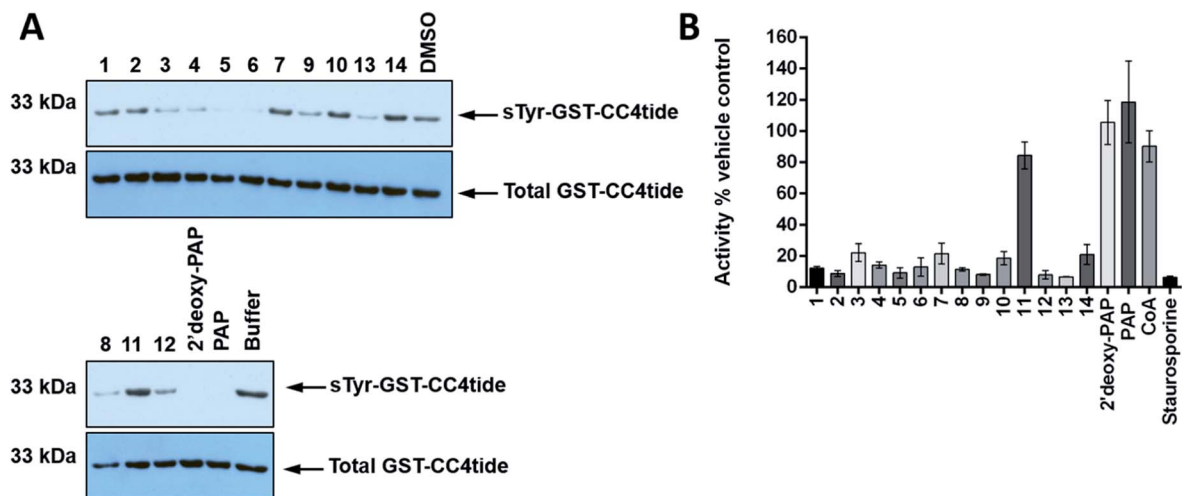 A
1 2 3 4 5 6 7 9 10 13 14 DMSO
33 kDa
sTyr-GST-CC4tide
33 kDa
Total GST-CC4tide
8 11 12 2'deoxy-PAP PAP Buffer
33 kDa
sTyr-GST-CC4tide
33 kDa
Total GST-CC4tide
B
Activity % vehicle control
160
140
120
100
80
60
40
20
0
1 2 3 4 5 6 7 8 9 10 11 12 13 14 2'deoxy-PAP PAP CoA Staurosporine